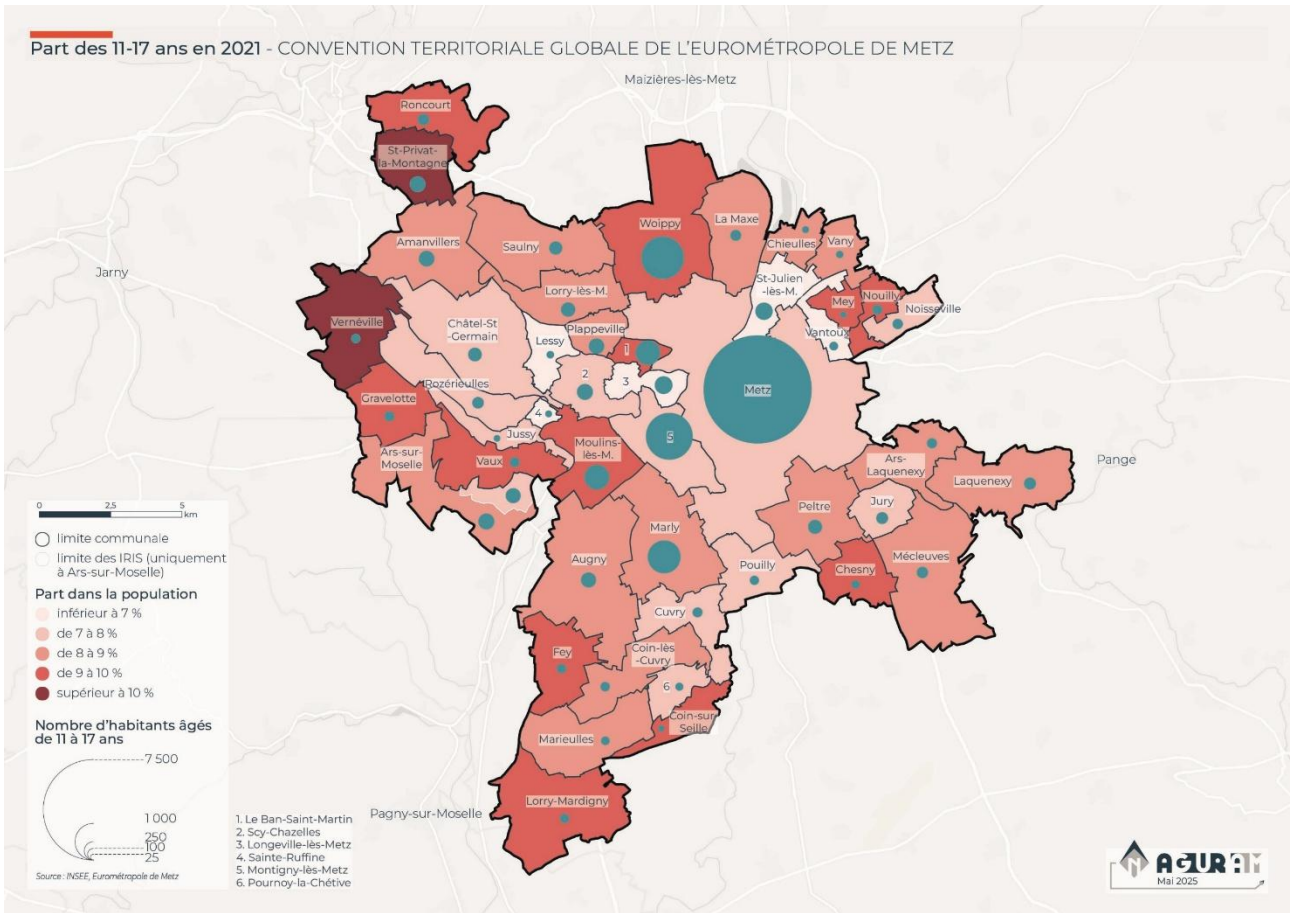 Part des 11-17 ans en 2021 - CONVENTION TERRITORIALE GLOBALE DE L'EUROMÉTROPOLE DE METZ
Maizières-lès-Metz
Roncourt
St-Privat-
la-Montagne
Woippy
La Maxe
Chieulles
Vany
Amanvillers
Saulny
Jarny
St-Julien
-lès-M.
Lorry-lès-M.
Mey
Nouilly
Noisseville
Vernéville
Châtel-St
-Germain
Lessy
Plappeville
Vantoux
1
2
3
Metz
Rozérieulles
Gravelotte
4
5
Jussy
Moulins-
lès-M.
Ars-sur-
Moselle
Vaux
Ars-
Laquenexy
Pange
Laquenexy
Peltre
Jury
Marly
Augny
Pouilly
Chesny
Mécleuves
Cuvry
Fey
Coin-lès
-Cuvry
6
Coin-sur
Seille
Marieulles
Lorry-Mardigny
Pagny-sur-Moselle
0 2,5 5
km
limite communale
limite des IRIS (uniquement
à Ars-sur-Moselle)
Part dans la population
inférieur à 7 %
de 7 à 8 %
de 8 à 9 %
de 9 à 10 %
supérieur à 10 %
Nombre d'habitants âgés
de 11 à 17 ans
7 500
1 000
250
100
25
Source : INSEE, Eurométropole de Metz
1. Le Ban-Saint-Martin
2. Scy-Chazelles
3. Longeville-lès-Metz
4. Sainte-Ruffine
5. Montigny-lès-Metz
6. Pournoy-la-Chétive
N
AGURAM
Mai 2025